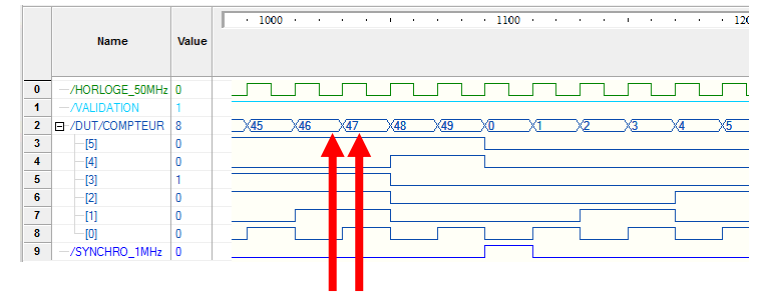 1000 1100 120
Name Value
0 /HORLOGE_50MHz 0
1 /VALIDATION 1
2 /DUT/COMPTEUR 8 45 46 47 48 49 0 1 2 3 4 5
3 [5] 0
4 [4] 0
5 [3] 1
6 [2] 0
7 [1] 0
8 [0] 0
9 /SYNCHRO_1MHz 0